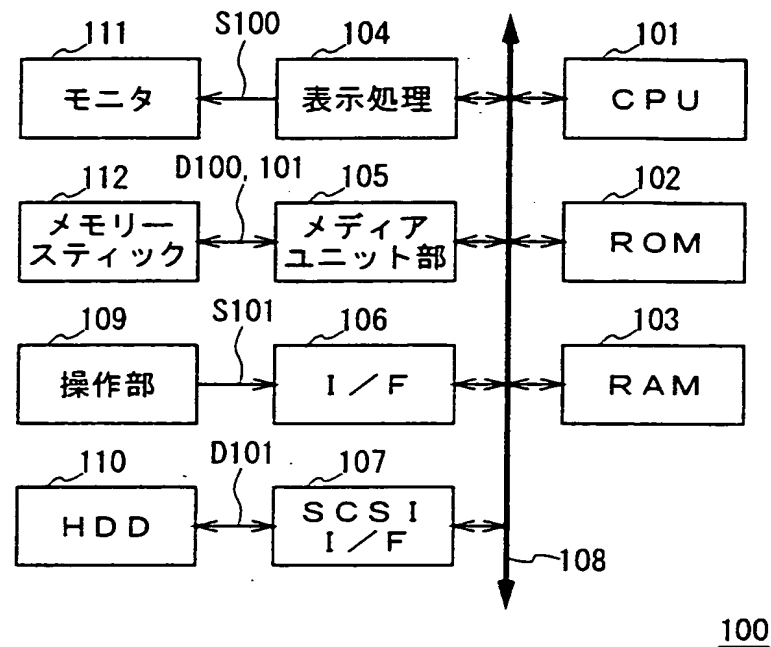 111
S100
104
101
モニタ
表示処理
CPU
112
D100, 101
105
102
メモリー
スティック
メディア
ユニット部
ROM
109
S101
106
103
操作部
I/F
RAM
110
D101
107
HDD
SCSI
I/F
108
100